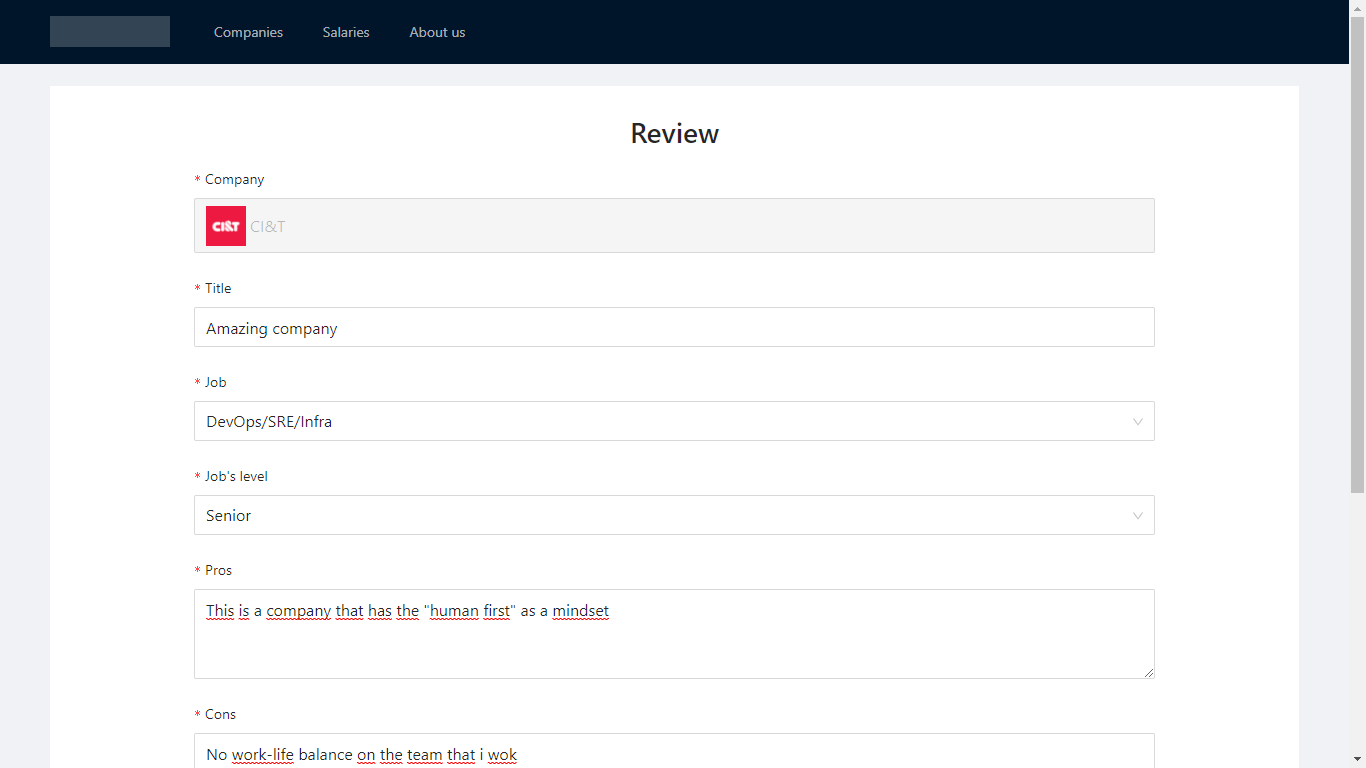 Companies Salaries About us
Review
* Company
CI&T CI&T
* Title
Amazing company
* Job
DevOps/SRE/Infra
* Job's level
Senior
* Pros
This is a company that has the "human first" as a mindset
* Cons
No work-life balance on the team that i wok